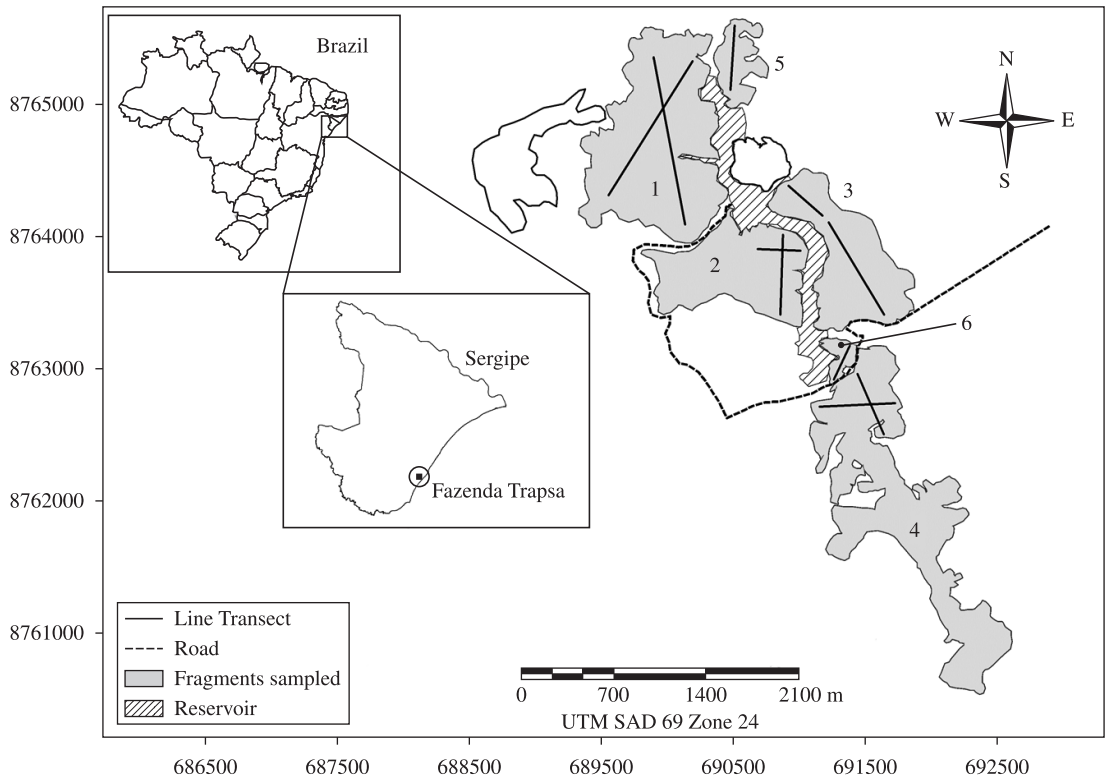 Brazil
N
W
E
S
5
1
3
2
6
4
Sergipe
Fazenda Trapsa
8765000
8764000
8763000
8762000
8761000
Line Transect
Road
Fragments sampled
Reservoir
0 700 1400 2100 m
UTM SAD 69 Zone 24
686500 687500 688500 689500 690500 691500 692500